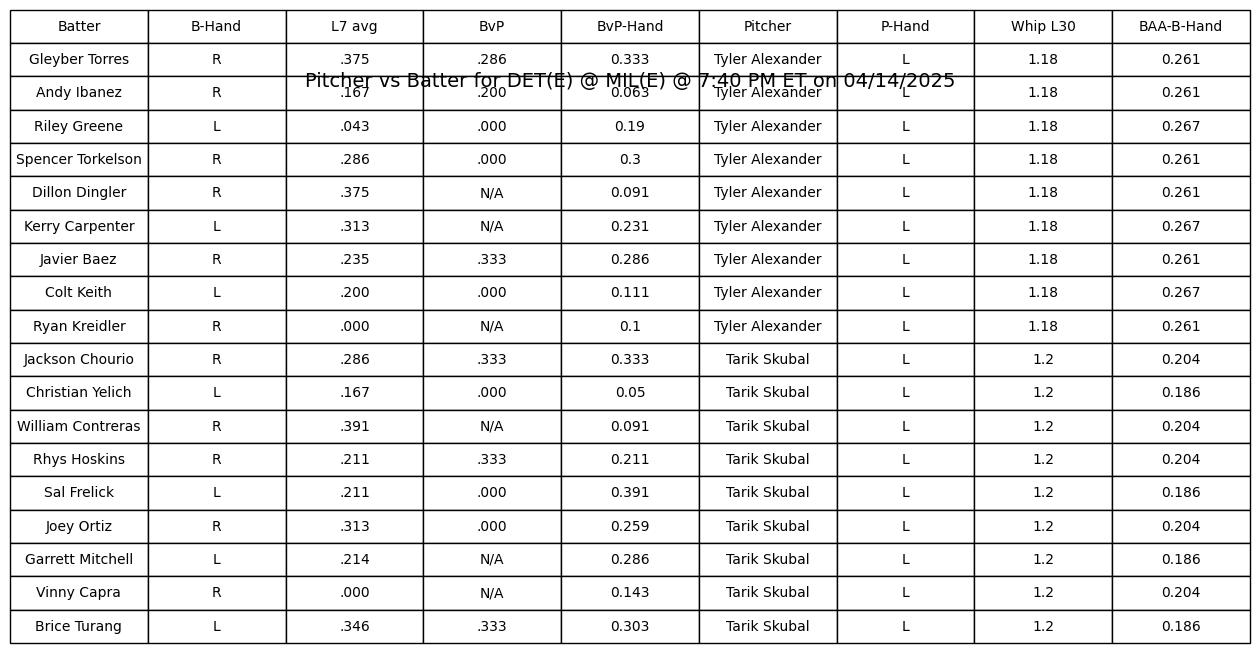 Batter B-Hand L7 avg BvP BvP-Hand Pitcher P-Hand Whip L30 BAA-B-Hand
Gleyber Torres R .375 .286 0.333 Tyler Alexander L 1.18 0.261
Pitcher vs Batter for DET(E) @ MIL(E) @ 7:40 PM ET on 04/14/2025
Andy Ibanez R .167 .200 0.063 Tyler Alexander L 1.18 0.261
Riley Greene L .043 .000 0.19 Tyler Alexander L 1.18 0.267
Spencer Torkelson R .286 .000 0.3 Tyler Alexander L 1.18 0.261
Dillon Dingler R .375 N/A 0.091 Tyler Alexander L 1.18 0.261
Kerry Carpenter L .313 N/A 0.231 Tyler Alexander L 1.18 0.267
Javier Baez R .235 .333 0.286 Tyler Alexander L 1.18 0.261
Colt Keith L .200 .000 0.111 Tyler Alexander L 1.18 0.267
Ryan Kreidler R .000 N/A 0.1 Tyler Alexander L 1.18 0.261
Jackson Chourio R .286 .333 0.333 Tarik Skubal L 1.2 0.204
Christian Yelich L .167 .000 0.05 Tarik Skubal L 1.2 0.186
William Contreras R .391 N/A 0.091 Tarik Skubal L 1.2 0.204
Rhys Hoskins R .211 .333 0.211 Tarik Skubal L 1.2 0.204
Sal Frelick L .211 .000 0.391 Tarik Skubal L 1.2 0.186
Joey Ortiz R .313 .000 0.259 Tarik Skubal L 1.2 0.204
Garrett Mitchell L .214 N/A 0.286 Tarik Skubal L 1.2 0.186
Vinny Capra R .000 N/A 0.143 Tarik Skubal L 1.2 0.204
Brice Turang L .346 .333 0.303 Tarik Skubal L 1.2 0.186